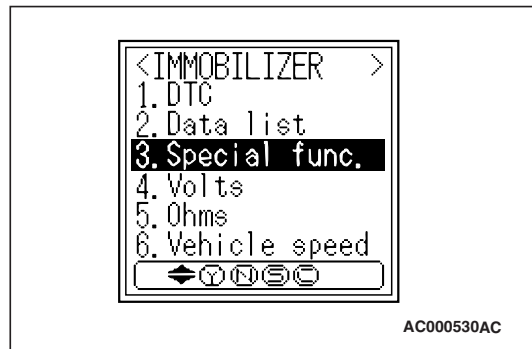 <IMMOBILIZER >
1. DTC
2. Data list
3. Special func.
4. Volts
5. Ohms
6. Vehicle speed
Y N S C
AC000530AC